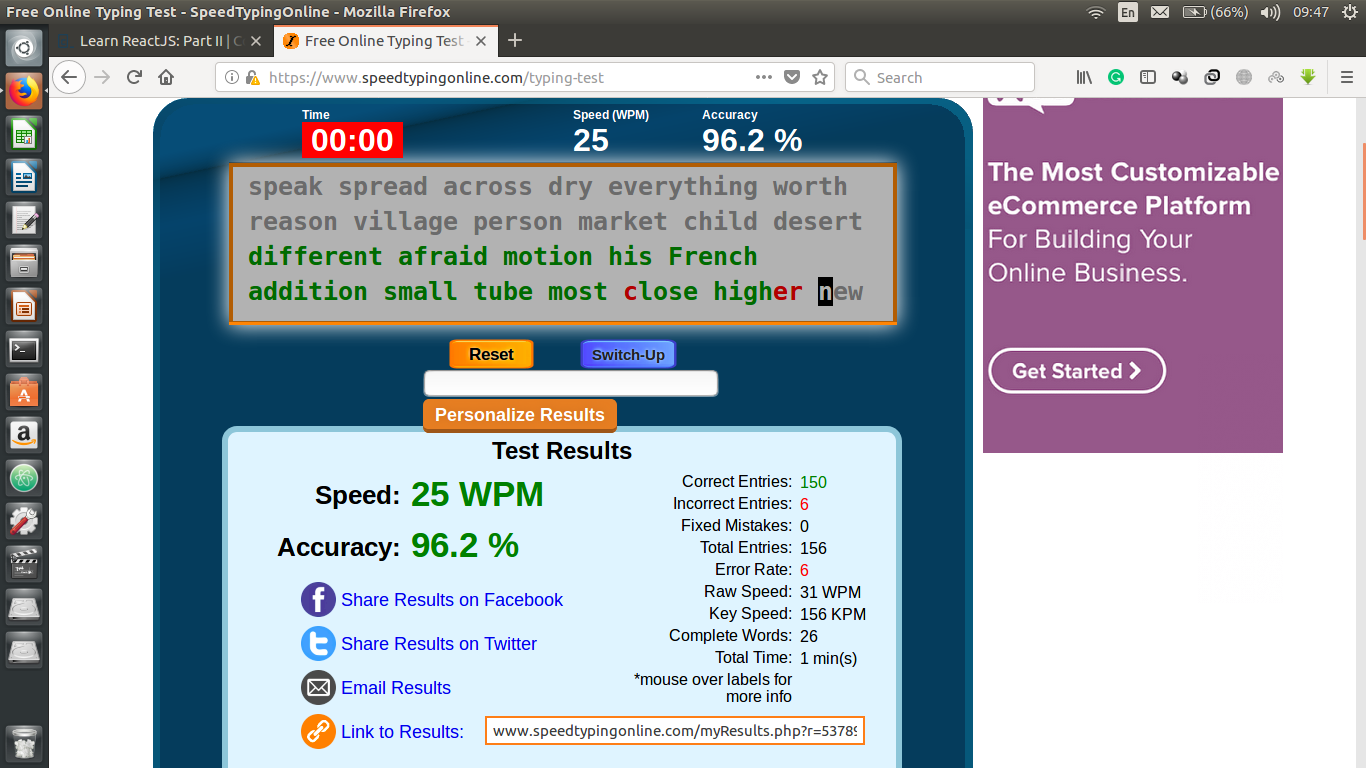 Free Online Typing Test - SpeedTypingOnline - Mozilla Firefox
En
(66%)
09:47
Learn ReactJS: Part II |
Free Online Typing Test
https://www.speedtypingonline.com/typing-test
Search
Time
Speed (WPM)
Accuracy
00:00
25
96.2 %
speak spread across dry everything worth
reason village person market child desert
different afraid motion his French
addition small tube most close higher new
Reset
Switch-Up
Personalize Results
Test Results
Speed: 25 WPM
Accuracy: 96.2 %
Share Results on Facebook
Share Results on Twitter
Email Results
Link to Results:
www.speedtypingonline.com/myResults.php?r=53789
Correct Entries: 150
Incorrect Entries: 6
Fixed Mistakes: 0
Total Entries: 156
Error Rate: 6
Raw Speed: 31 WPM
Key Speed: 156 KPM
Complete Words: 26
Total Time: 1 min(s)
*mouse over labels for
more info
The Most Customizable
eCommerce Platform
For Building Your
Online Business.
Get Started